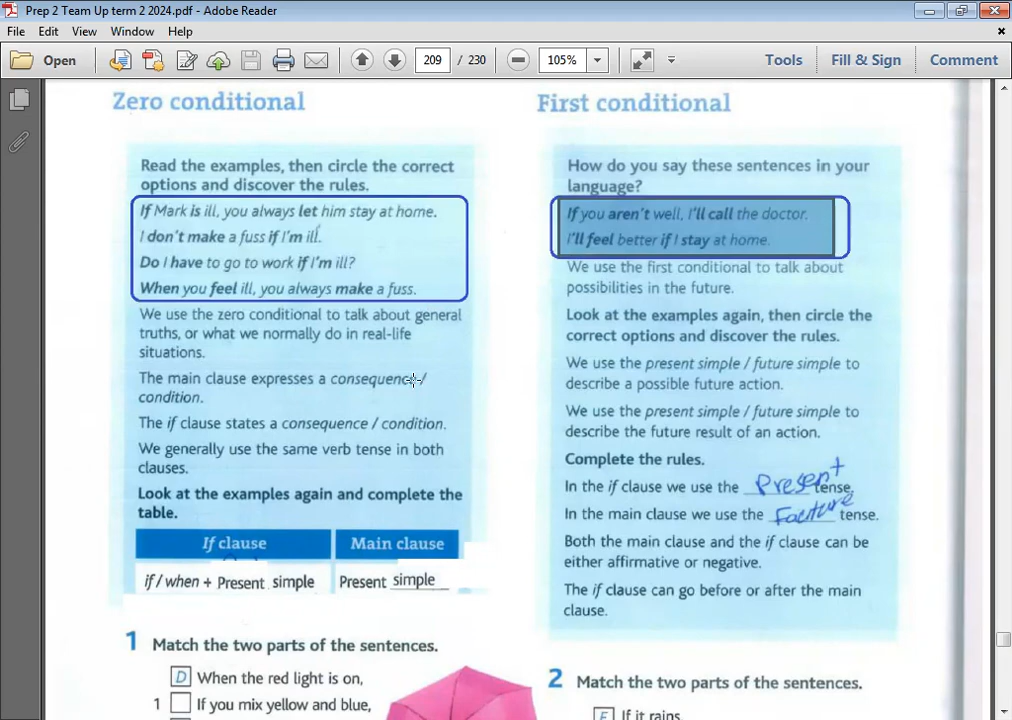 Prep 2 Team Up term 2 2024.pdf - Adobe Reader
File Edit View Window Help
Open 209 / 230 105% Tools Fill & Sign Comment
Zero conditional
Read the examples, then circle the correct
options and discover the rules.
If Mark is ill, you always let him stay at home.
I don't make a fuss if I'm ill.
Do I have to go to work if I'm ill?
When you feel ill, you always make a fuss.
We use the zero conditional to talk about general
truths, or what we normally do in real-life
situations.
The main clause expresses a consequence /
condition.
The if clause states a consequence / condition.
We generally use the same verb tense in both
clauses.
Look at the examples again and complete the
table.
If clause Main clause
if / when + Present simple Present simple
1 Match the two parts of the sentences.
D When the red light is on,
1 If you mix yellow and blue,
First conditional
How do you say these sentences in your
language?
If you aren't well, I'll call the doctor.
I'll feel better if I stay at home.
We use the first conditional to talk about
possibilities in the future.
Look at the examples again, then circle the
correct options and discover the rules.
We use the present simple / future simple to
describe a possible future action.
We use the present simple / future simple to
describe the future result of an action.
Complete the rules.
In the if clause we use the Present tense.
In the main clause we use the Facture tense.
Both the main clause and the if clause can be
either affirmative or negative.
The if clause can go before or after the main
clause.
2 Match the two parts of the sentences.
F If it rains,